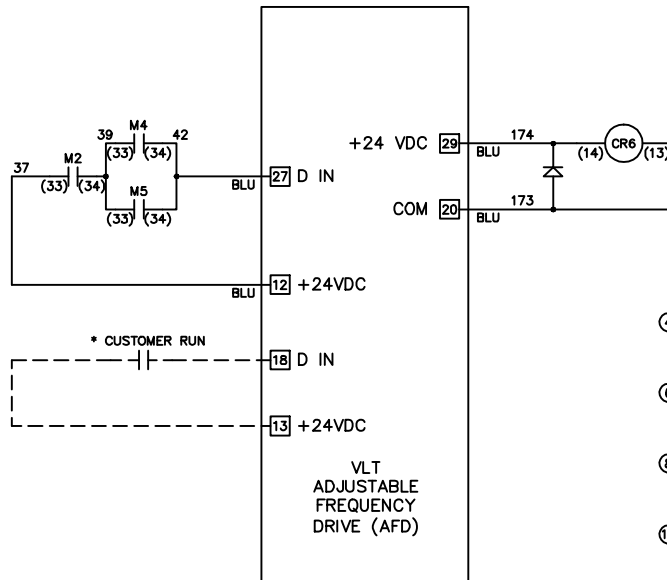 M4
39
42
(33)
(34)
37
M2
(33)
(34)
M5
(33)
(34)
BLU
27 D IN
12 +24VDC
BLU
* CUSTOMER RUN
18 D IN
13 +24VDC
+24 VDC 29
BLU
174
(14)
CR6
(13)
COM 20
BLU
173
VLT
ADJUSTABLE
FREQUENCY
DRIVE (AFD)